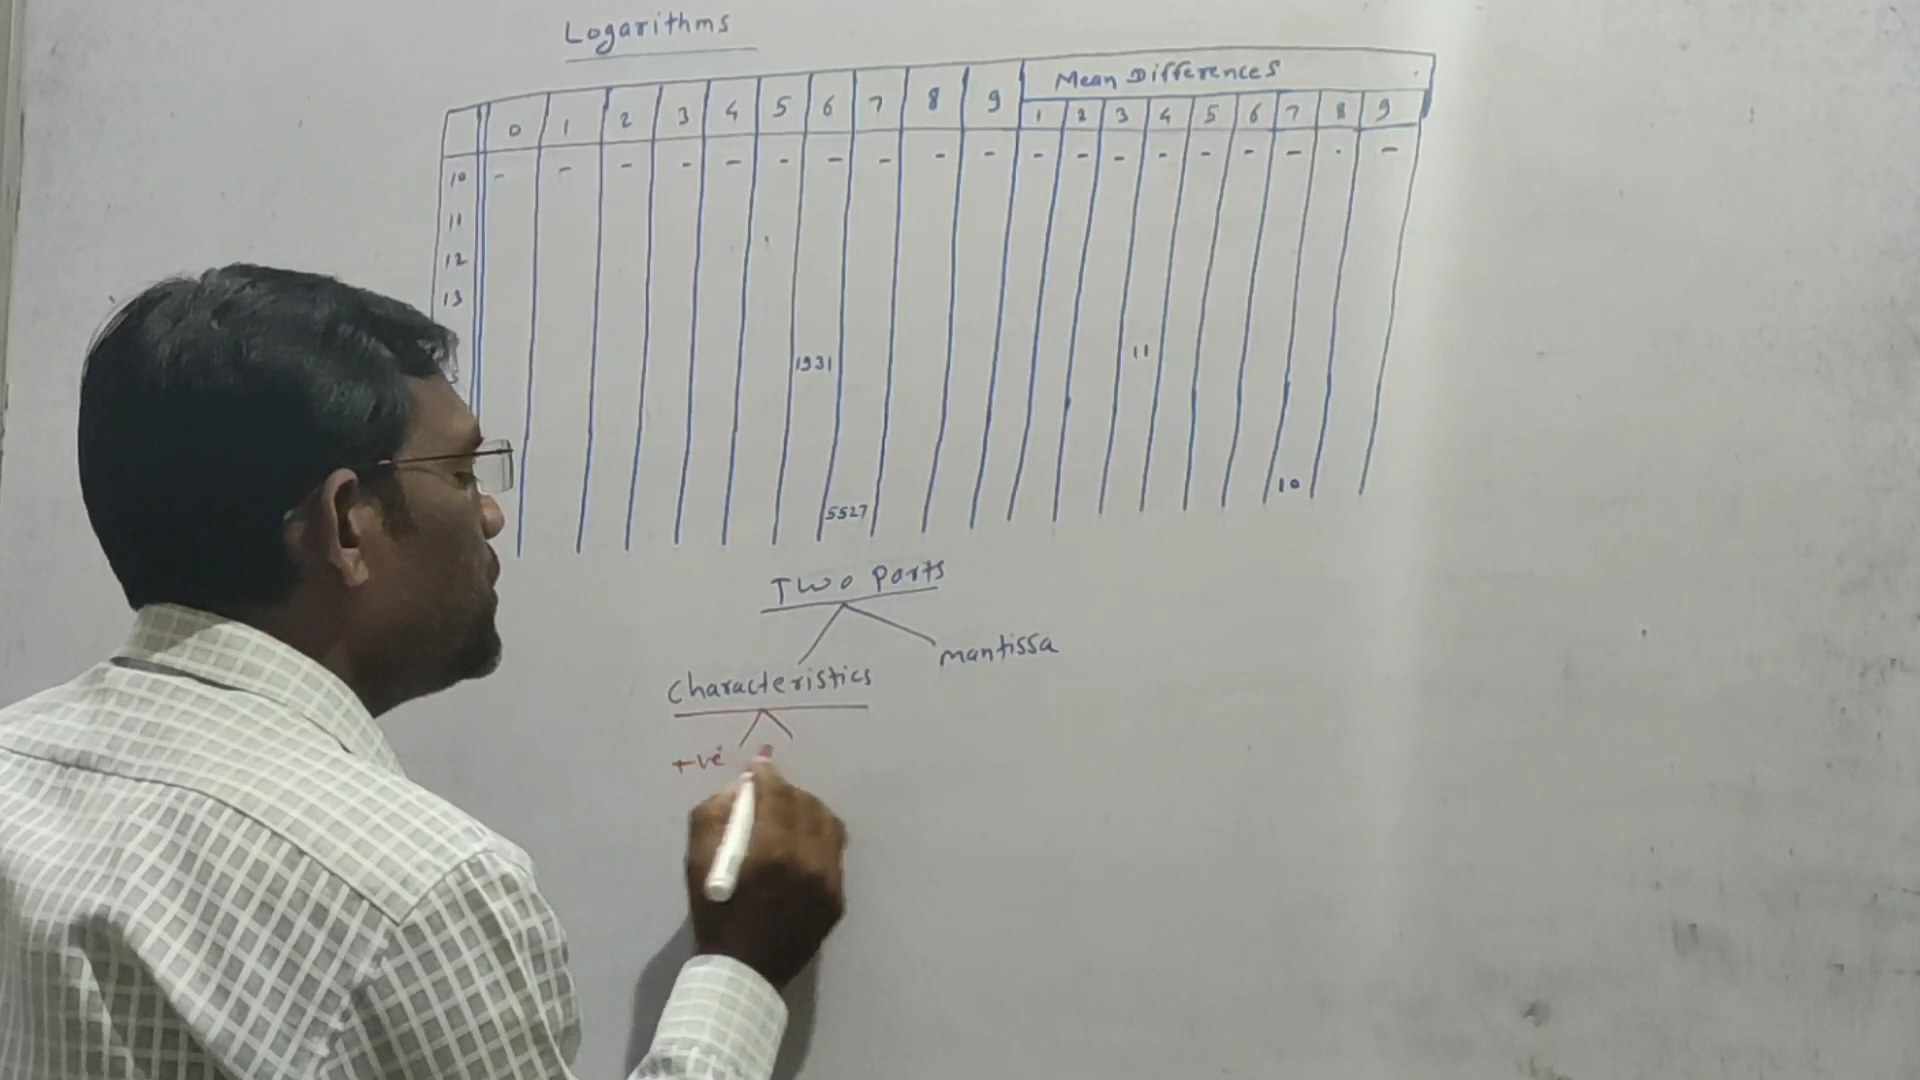 Logarithms
Mean Differences
0 1 2 3 4 5 6 7 8 9 1 2 3 4 5 6 7 8 9
10 - - - - - - - - - - - - - - - - - - -
11
12
13
1931 11
5527 10
Two Parts
Characteristics mantissa
+ve